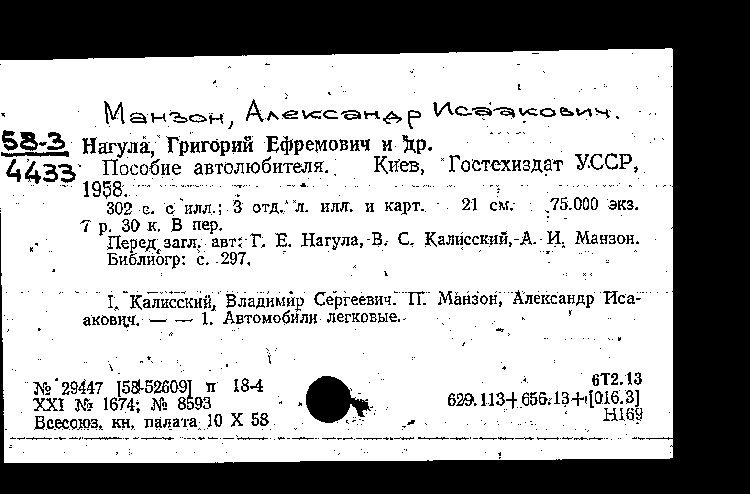 Манзон, Александр Исаакович.
58-3
4433
Нагула, Григорий Ефремович и др.
Пособие автолюбителя. Киев, Гостехиздат УССР,
1958.
302 с. с илл.; 3 отд. л. илл. и карт. 21 см. 75.000 экз.
7 р. 30 к. В пер.
Перед загл. авт: Г. Е. Нагула, В. С. Калисский, А. И. Манзон.
Библиогр: с. 297.
I. Калисский, Владимир Сергеевич. II. Манзон, Александр Иса-
акович. — — 1. Автомобили легковые.
№ 29447 [58-52609] п 18-4
XXI № 1674; № 8593
Всесоюз. кн. палата 10 X 58
6Т2.13
629.113+656.13+[016.3]
Н169